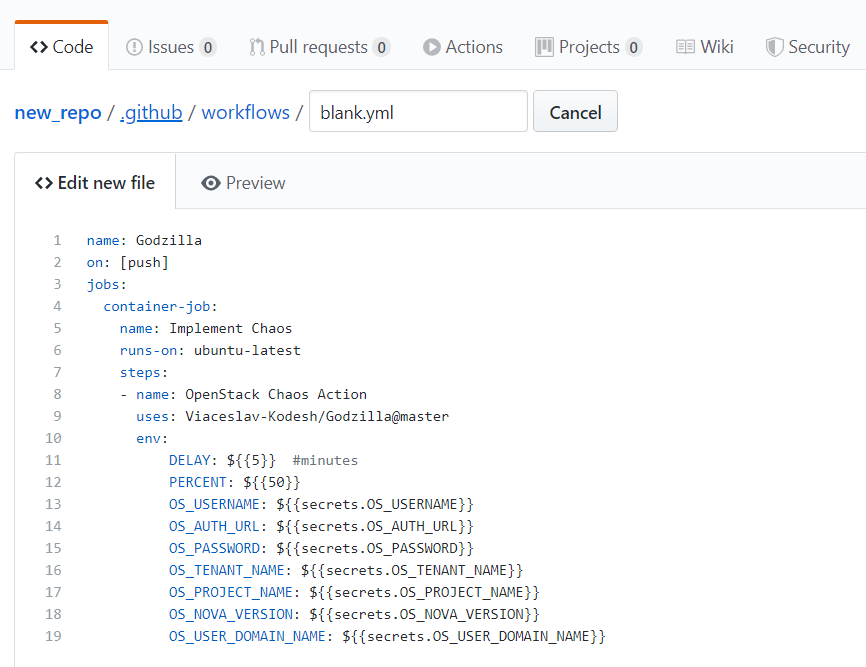 <> Code Issues 0 Pull requests 0 Actions Projects 0 Wiki Security
new_repo / .github / workflows / blank.yml Cancel
<> Edit new file Preview
1 name: Godzilla
2 on: [push]
3 jobs:
4 container-job:
5 name: Implement Chaos
6 runs-on: ubuntu-latest
7 steps:
8 - name: OpenStack Chaos Action
9 uses: Viaceslav-Kodesh/Godzilla@master
10 env:
11 DELAY: ${{5}} #minutes
12 PERCENT: ${{50}}
13 OS_USERNAME: ${{secrets.OS_USERNAME}}
14 OS_AUTH_URL: ${{secrets.OS_AUTH_URL}}
15 OS_PASSWORD: ${{secrets.OS_PASSWORD}}
16 OS_TENANT_NAME: ${{secrets.OS_TENANT_NAME}}
17 OS_PROJECT_NAME: ${{secrets.OS_PROJECT_NAME}}
18 OS_NOVA_VERSION: ${{secrets.OS_NOVA_VERSION}}
19 OS_USER_DOMAIN_NAME: ${{secrets.OS_USER_DOMAIN_NAME}}